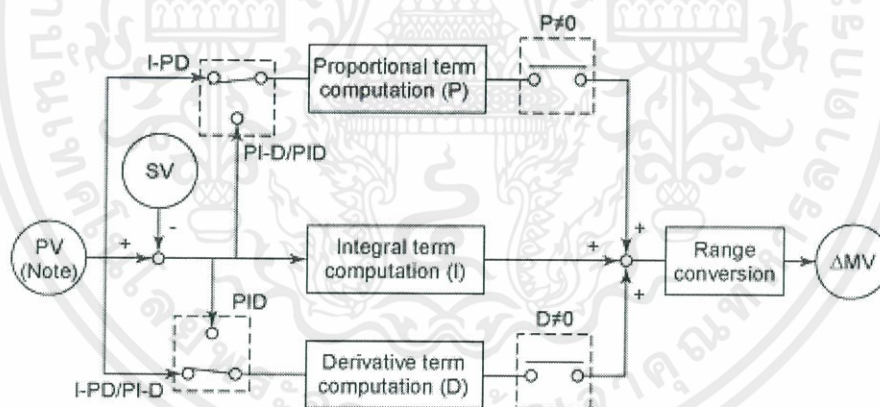 P≠0
I-PD
Proportional term
computation (P)
PI-D/PID
SV
-
+
PV
(Note)
+
Integral term
computation (I)
+
+
Range
conversion
ΔMV
+
PID
D≠0
Derivative term
computation (D)
I-PD/PI-D